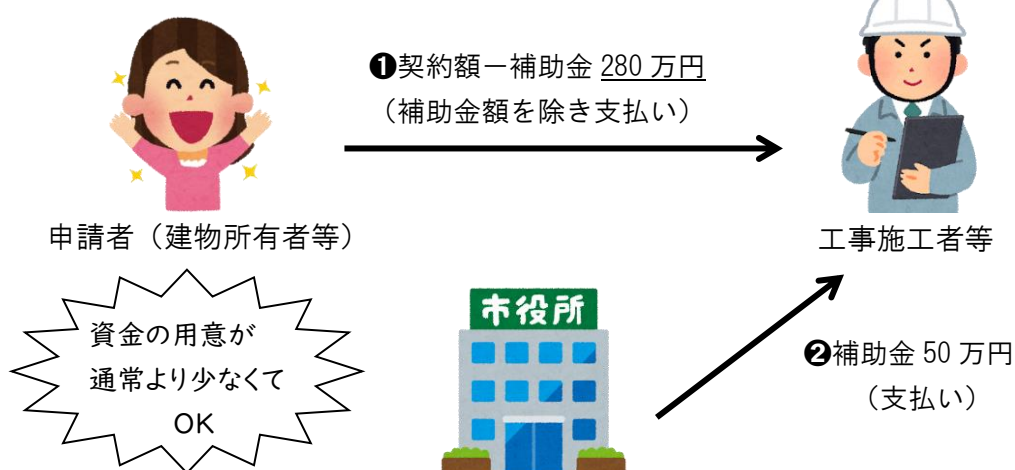 ❶契約額－補助金 280 万円
（補助金額を除き支払い）
申請者（建物所有者等）
工事施工者等
資金の用意が
通常より少なくて
OK
市役所
❷補助金 50 万円
（支払い）